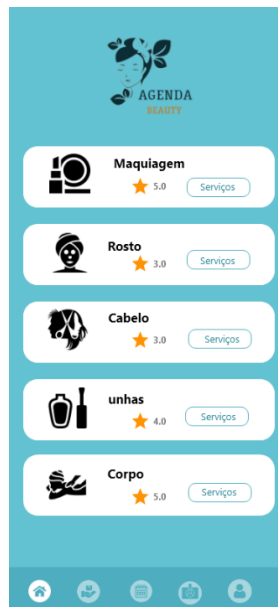 AGENDA
BEAUTY
Maquiagem
5.0 Serviços
Rosto
3.0 Serviços
Cabelo
3.0 Serviços
unhas
4.0 Serviços
Corpo
5.0 Serviços